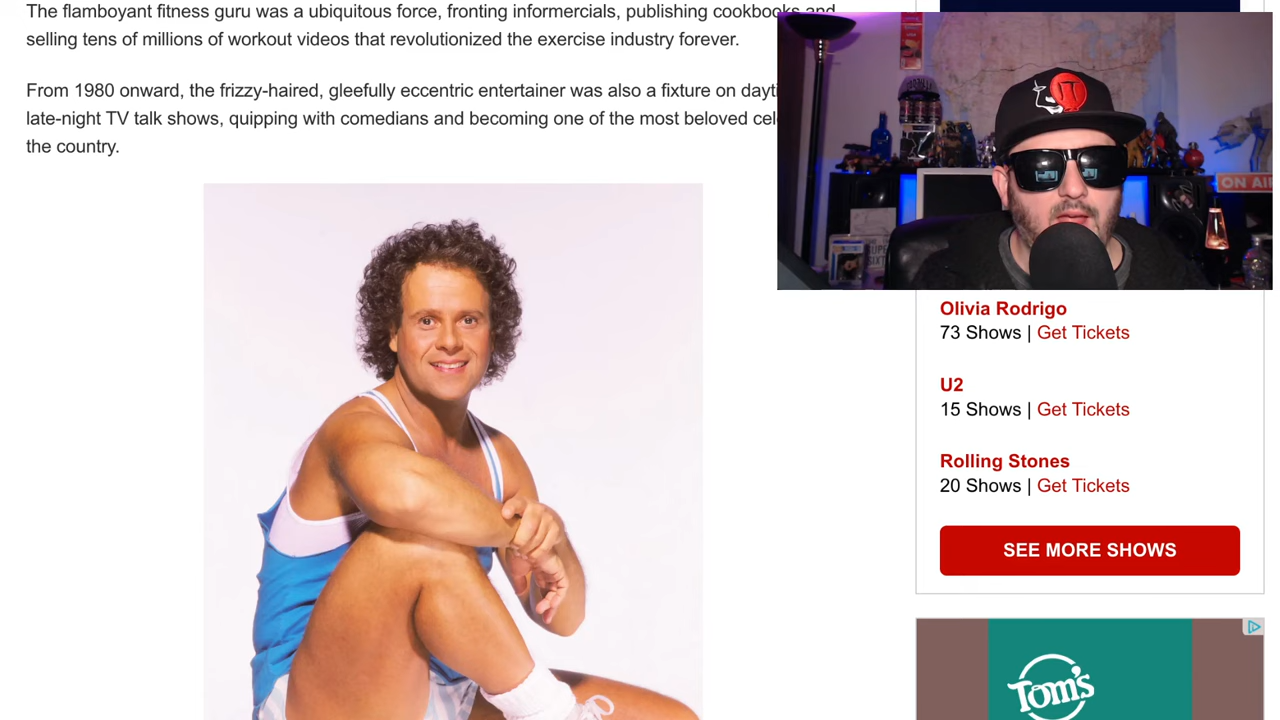 The flamboyant fitness guru was a ubiquitous force, fronting informercials, publishing cookbooks and
selling tens of millions of workout videos that revolutionized the exercise industry forever.
From 1980 onward, the frizzy-haired, gleefully eccentric entertainer was also a fixture on
late-night TV talk shows, quipping with comedians and becoming one of the most beloved
the country.
ON AIR
Olivia Rodrigo
73 Shows | Get Tickets
U2
15 Shows | Get Tickets
Rolling Stones
20 Shows | Get Tickets
SEE MORE SHOWS
TOM'S